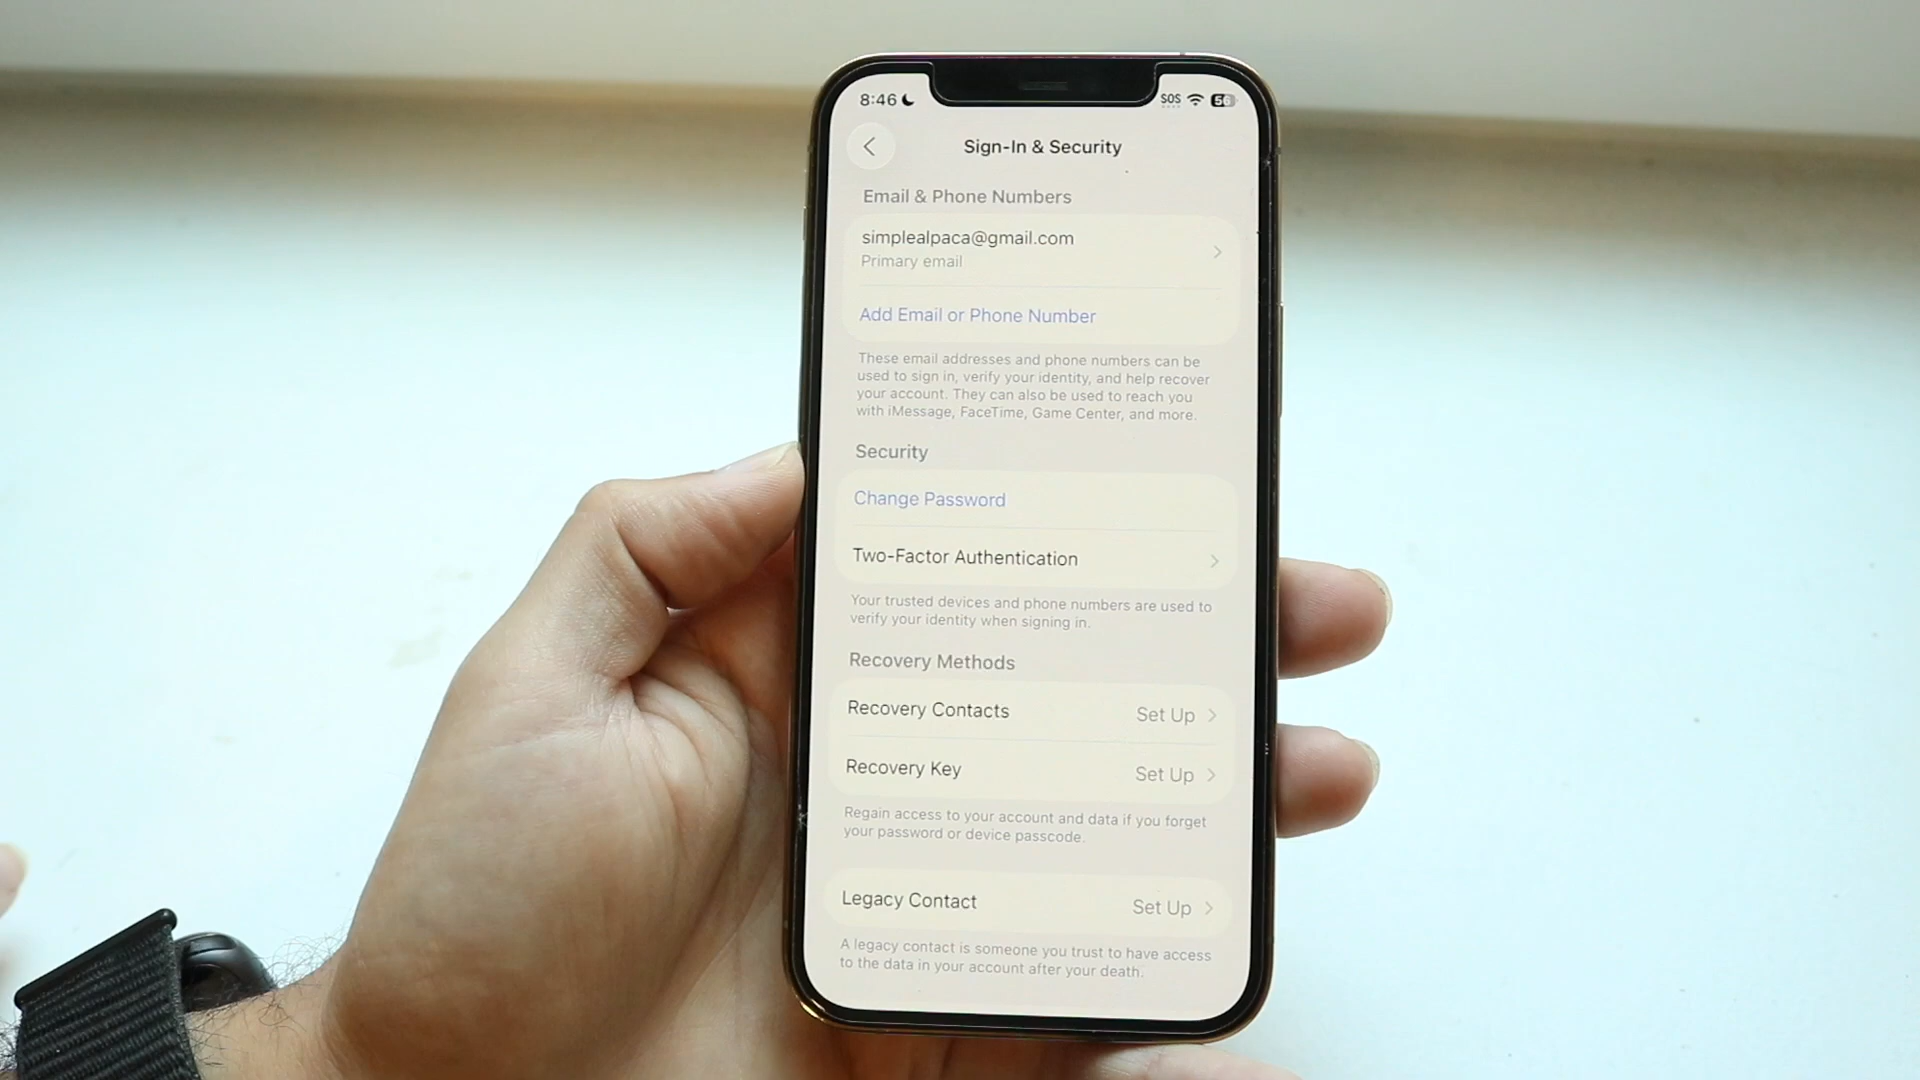 8:46
SOS
56
Sign-In & Security
Email & Phone Numbers
simplealpaca@gmail.com
Primary email
Add Email or Phone Number
These email addresses and phone numbers can be
used to sign in, verify your identity, and help recover
your account. They can also be used to reach you
with iMessage, FaceTime, Game Center, and more.
Security
Change Password
Two-Factor Authentication
Your trusted devices and phone numbers are used to
verify your identity when signing in.
Recovery Methods
Recovery Contacts Set Up
Recovery Key Set Up
Regain access to your account and data if you forget
your password or device passcode.
Legacy Contact Set Up
A legacy contact is someone you trust to have access
to the data in your account after your death.